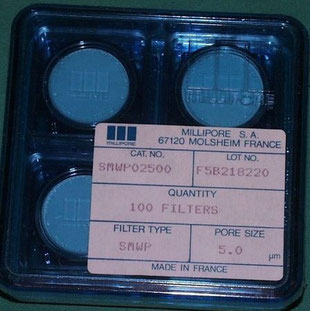 MILLIPORE S.A.
67120 MOLSHEIM FRANCE
MILLIPORE
CAT. NO. LOT NO.
SMWP02500 F5B218220
QUANTITY
100 FILTERS
FILTER TYPE PORE SIZE
SMWP 5.0 µm
MADE IN FRANCE